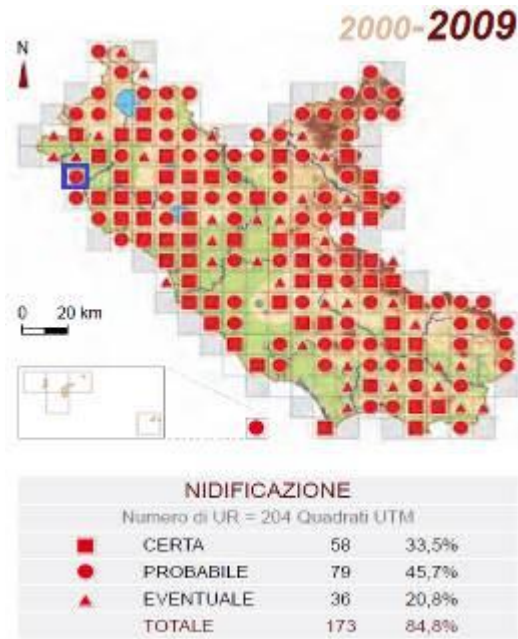 2000-2009
N
0 20 km
NIDIFICAZIONE
Numero di UR = 204 Quadrati UTM
CERTA 58 33,5%
PROBABILE 79 45,7%
EVENTUALE 36 20,8%
TOTALE 173 84,8%